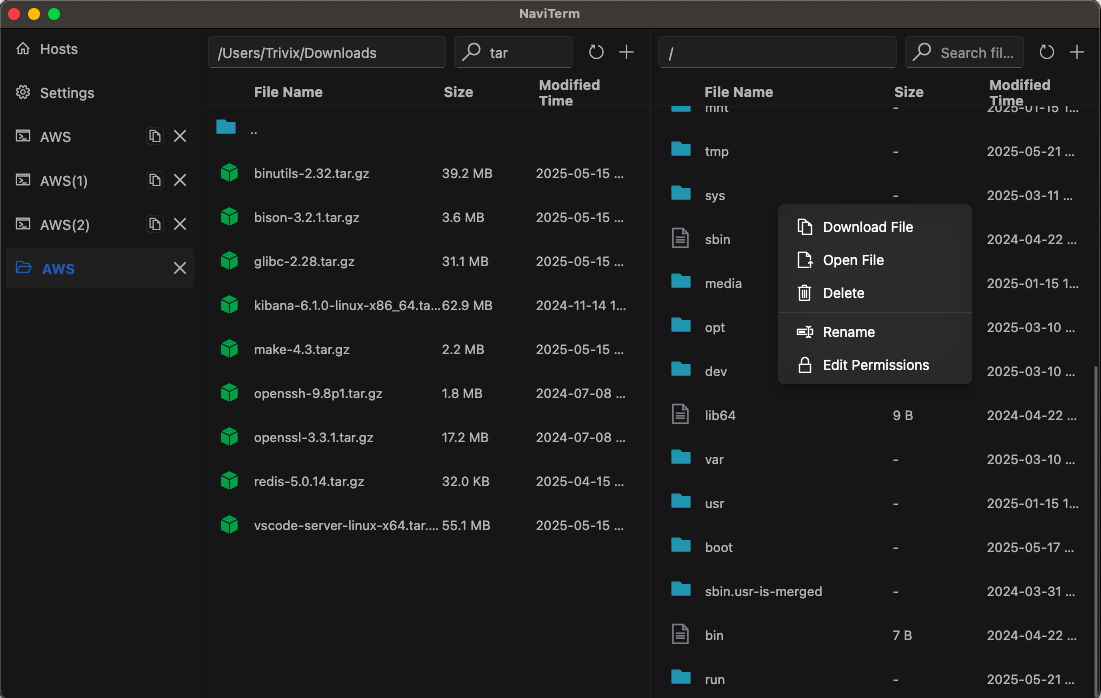 NaviTerm
Hosts
Settings
AWS
AWS(1)
AWS(2)
AWS
/Users/Trivix/Downloads
tar
File Name Size Modified Time
..
binutils-2.32.tar.gz 39.2 MB 2025-05-15 ...
bison-3.2.1.tar.gz 3.6 MB 2025-05-15 ...
glibc-2.28.tar.gz 31.1 MB 2025-05-15 ...
kibana-6.1.0-linux-x86_64.ta... 62.9 MB 2024-11-14 1...
make-4.3.tar.gz 2.2 MB 2025-05-15 ...
openssh-9.8p1.tar.gz 1.8 MB 2024-07-08 ...
openssl-3.3.1.tar.gz 17.2 MB 2024-07-08 ...
redis-5.0.14.tar.gz 32.0 KB 2025-04-15 ...
vscode-server-linux-x64.tar.... 55.1 MB 2025-05-15 ...
/
Search fil...
File Name Size Modified Time
mnt - 2025-01-15 1...
tmp - 2025-05-21 ...
sys - 2025-03-11 ...
sbin 2024-04-22 ...
media 2025-01-15 1...
opt 2025-03-10 ...
dev 2025-03-10 ...
lib64 9 B 2024-04-22 ...
var - 2025-03-10 ...
usr - 2025-01-15 1...
boot - 2025-05-17 ...
sbin.usr-is-merged - 2024-03-31 ...
bin 7 B 2024-04-22 ...
run - 2025-05-21 ...
Download File
Open File
Delete
Rename
Edit Permissions